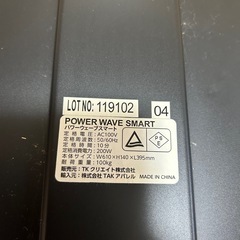 LOT NO: 119102
04
POWER WAVE SMART
パワーウェーブスマート
定格電圧：AC100V
定格周波数：50/60Hz
定格時間：10分
定格消費電力：200W
本体サイズ：W610×H140×L395mm
耐荷重：100kg
販売元：TKクリエイト株式会社
輸入元：株式会社 TAK アパレル
MADE IN CHINA
PSE